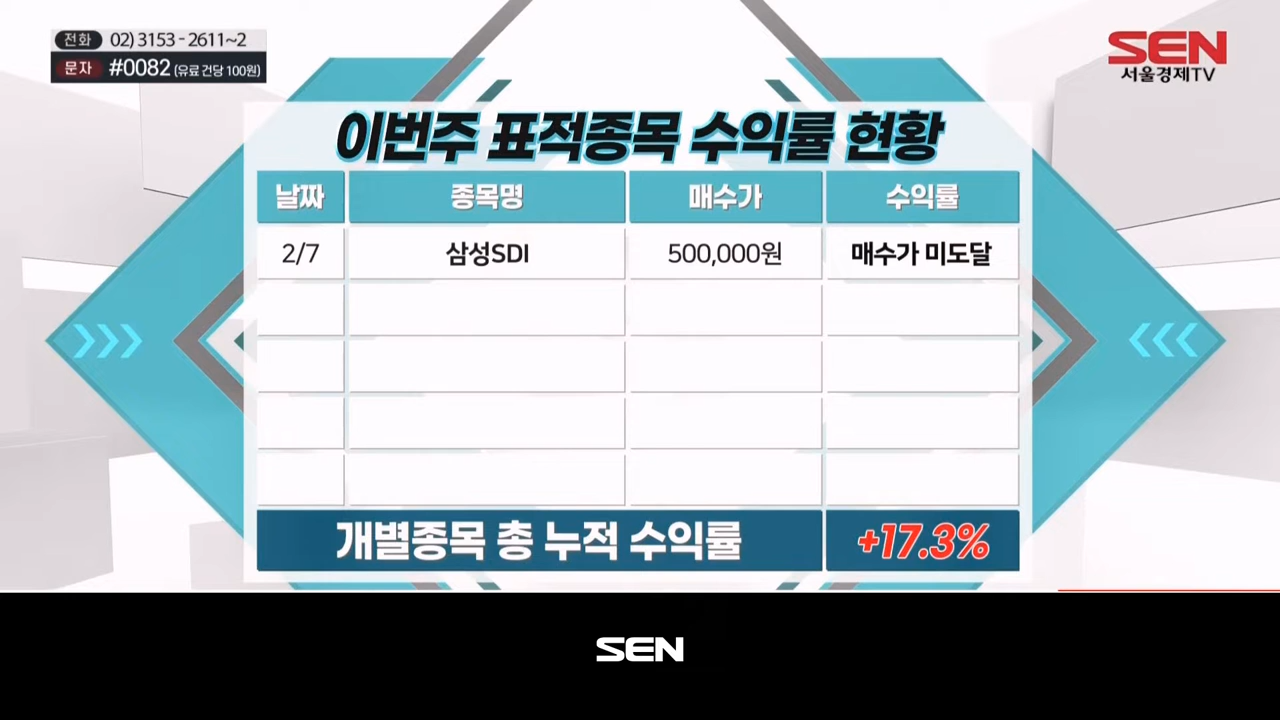 전화 02) 3153-2611~2
문자 #0082 (유료 건당 100원)
SEN
서울경제TV
이번주 표적종목 수익률 현황
날짜 종목명 매수가 수익률
2/7 삼성SDI 500,000원 매수가 미도달
개별종목 총 누적 수익률 +17.3%
SEN